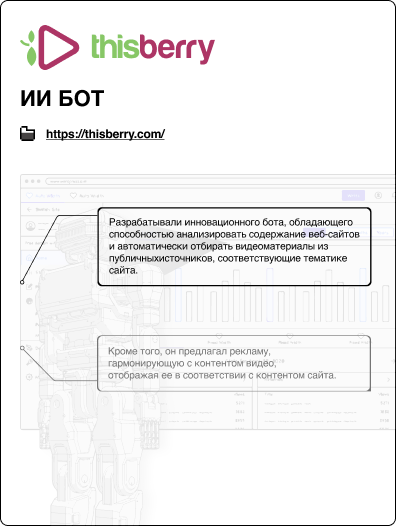 thisberry
ИИ БОТ
https://thisberry.com/
Разрабатывали инновационного бота, обладающего
способностью анализировать содержание веб-сайтов
и автоматически отбирать видеоматериалы из
публичныхисточников, соответствующие тематике
сайта.
Кроме того, он предлагал рекламу,
гармонирующую с контентом видео,
отображая ее в соответствии с контентом сайта.